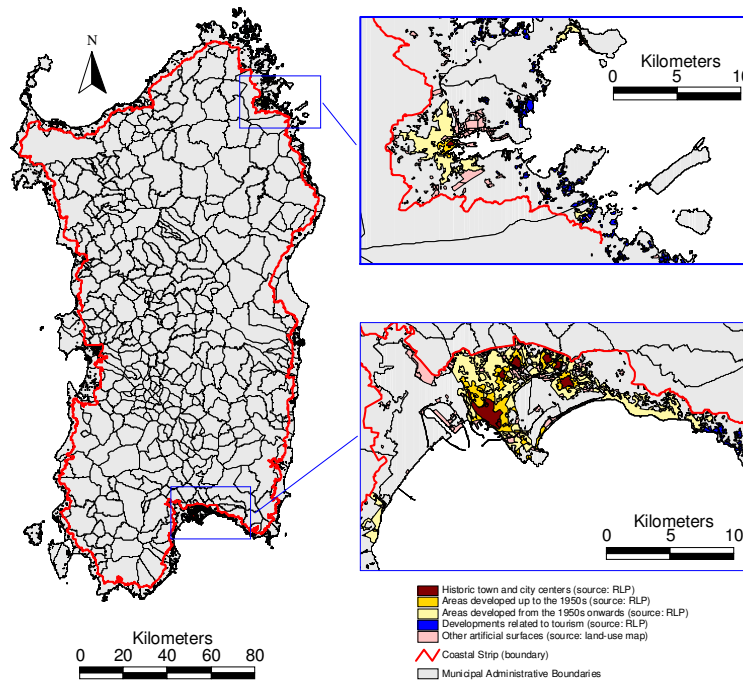 N
Kilometers
0 5 10
Kilometers
0 5 10
Historic town and city centers (source: RLP)
Areas developed up to the 1950s (source: RLP)
Areas developed from the 1950s onwards (source: RLP)
Developments related to tourism (source: RLP)
Other artificial surfaces (source: land-use map)
Coastal Strip (boundary)
Municipal Administrative Boundaries
Kilometers
0 20 40 60 80